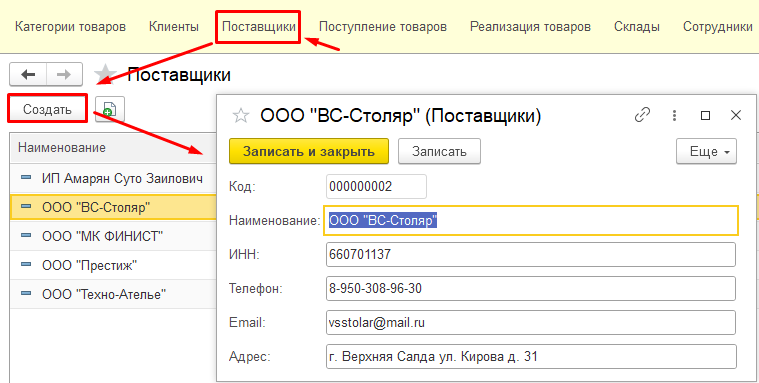 Категории товаров Клиенты Поставщики Поступление товаров Реализация товаров Склады Сотрудники
Поставщики
Создать
Наименование
ИП Амарян Суто Заилович
ООО "ВС-Столяр"
ООО "МК ФИНИСТ"
ООО "Престиж"
ООО "Техно-Ателье"
ООО "ВС-Столяр" (Поставщики)
Записать и закрыть Записать Еще
Код: 000000002
Наименование: ООО "ВС-Столяр"
ИНН: 660701137
Телефон: 8-950-308-96-30
Email: vsstolar@mail.ru
Адрес: г. Верхняя Салда ул. Кирова д. 31